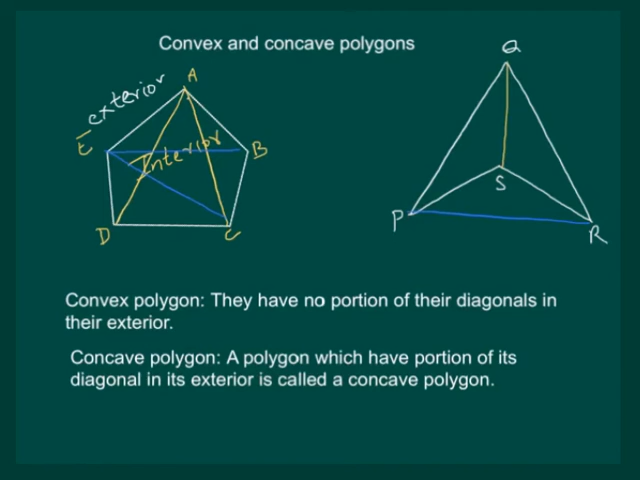 Convex and concave polygons
exterior
A
E
Interior
B
D
C
Q
S
P
R
Convex polygon: They have no portion of their diagonals in
their exterior.
Concave polygon: A polygon which have portion of its
diagonal in its exterior is called a concave polygon.